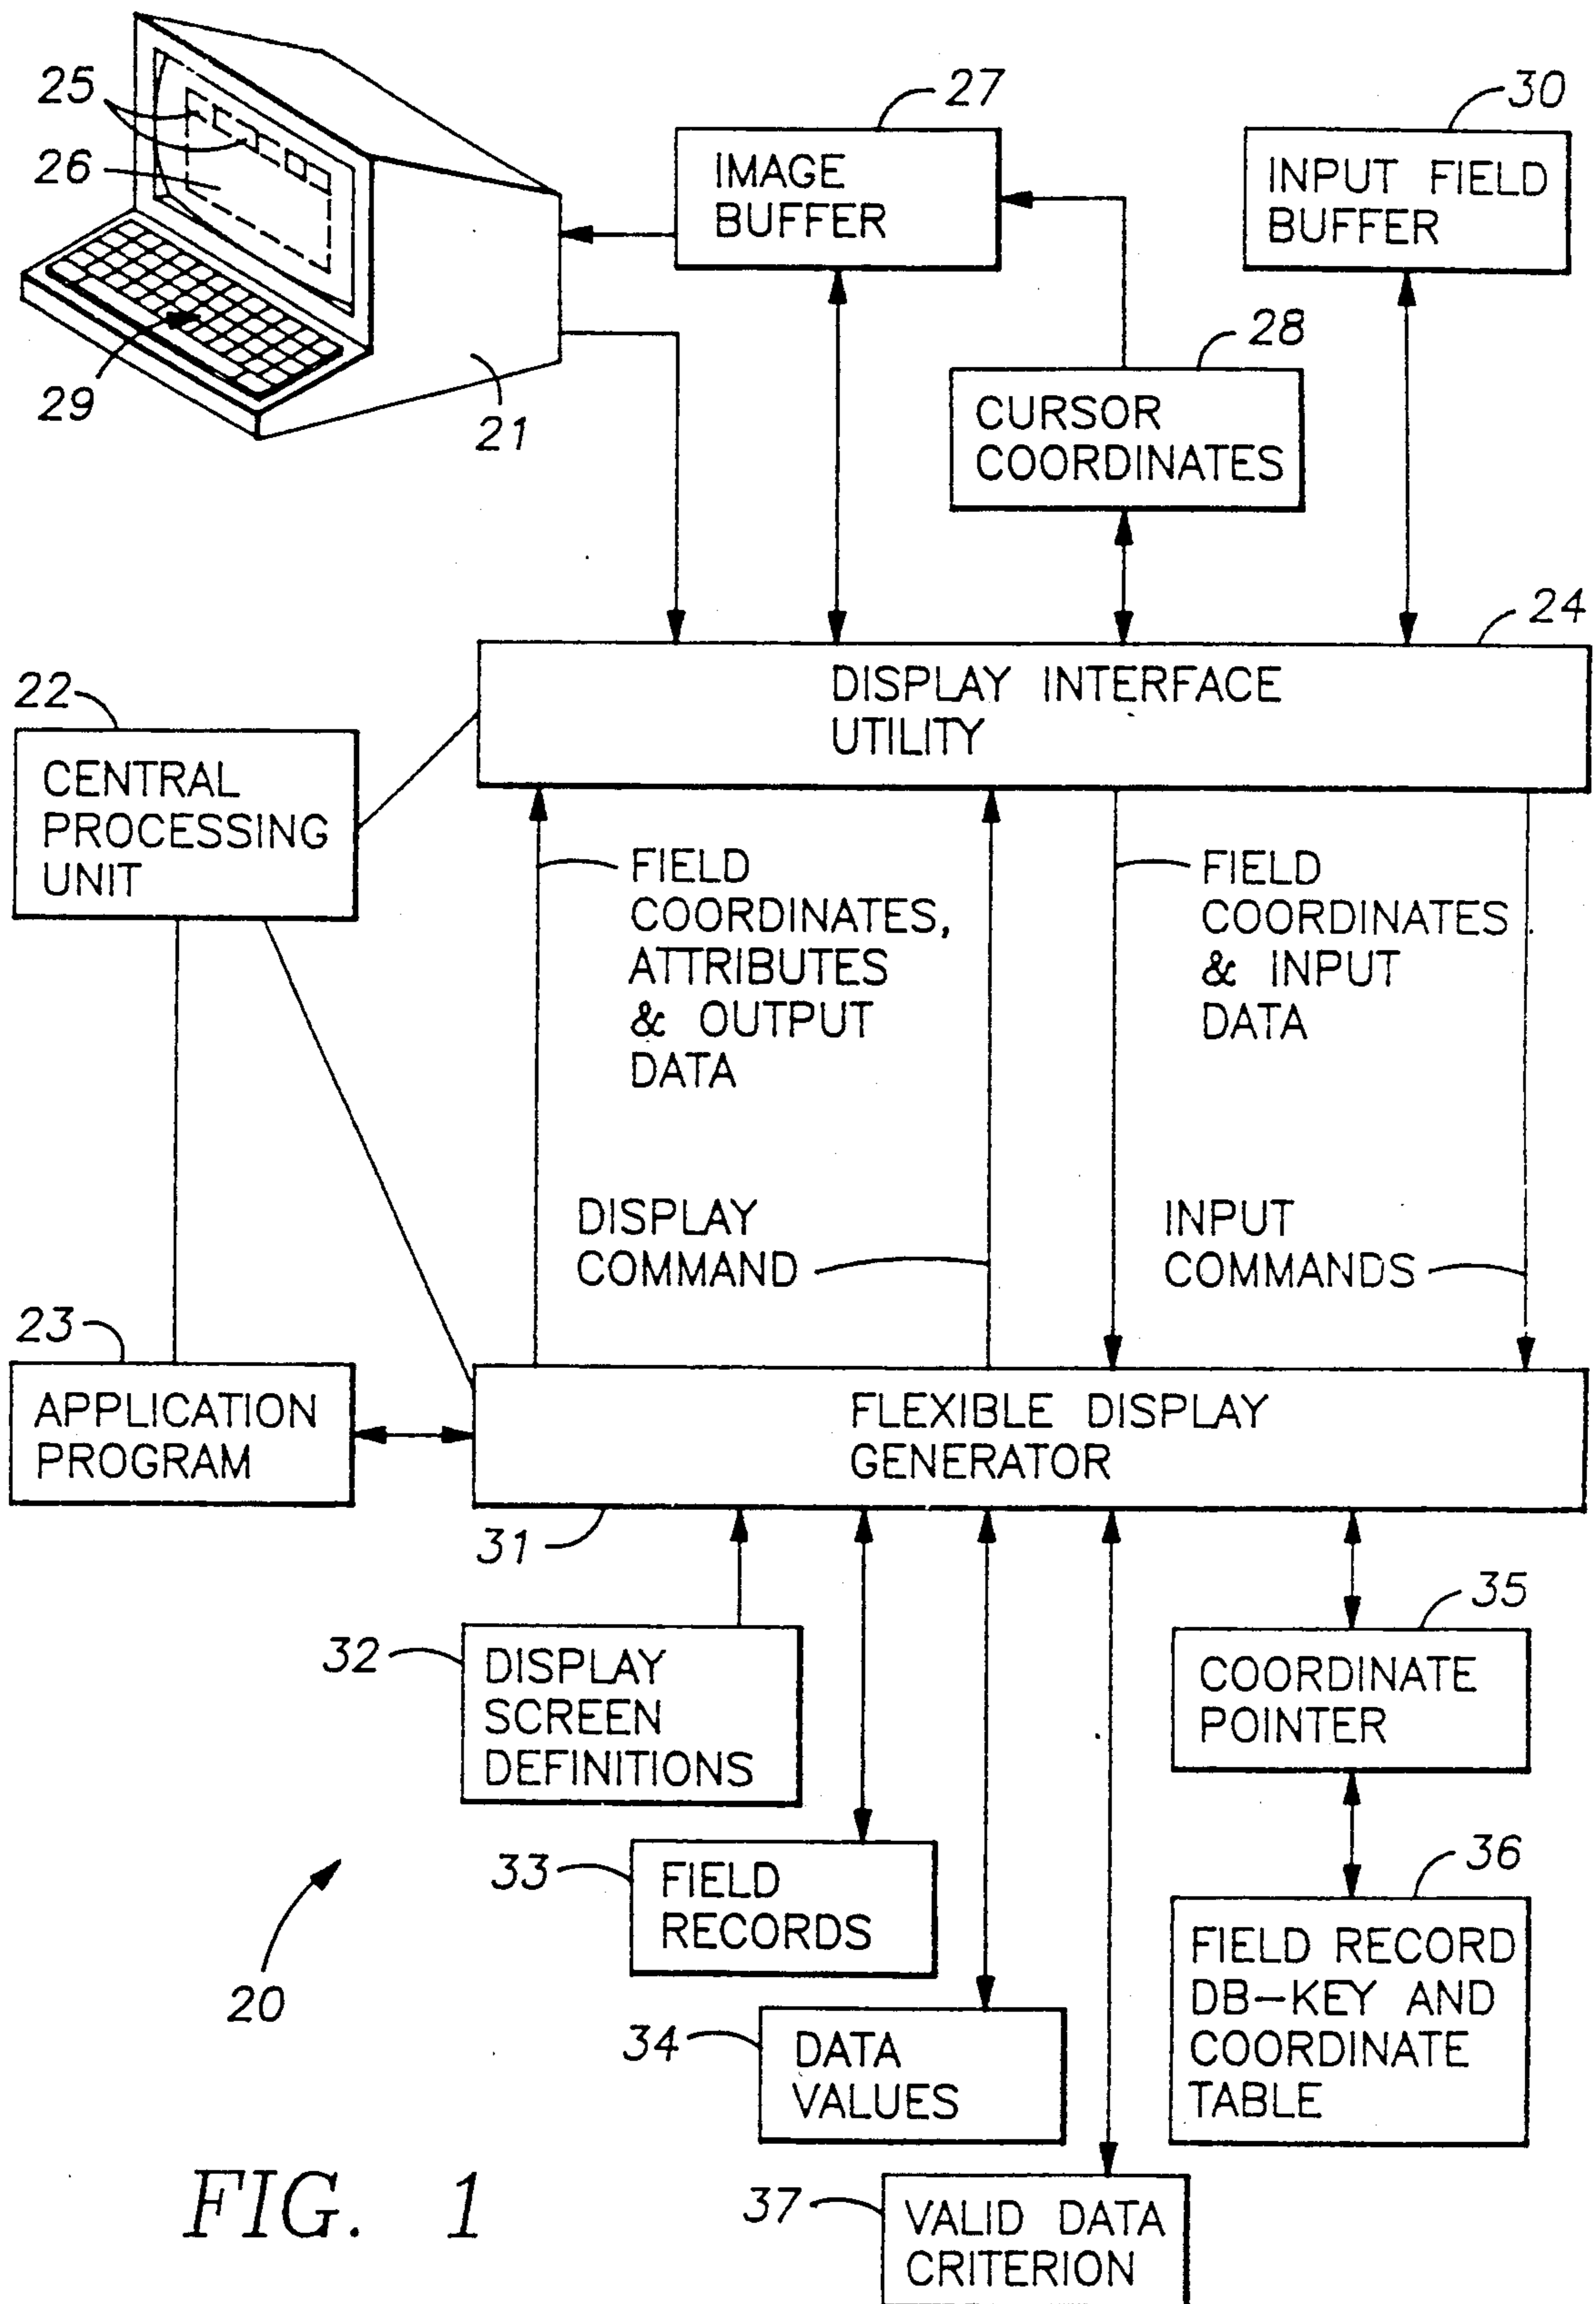 25
26
29
21
27
IMAGE
BUFFER
30
INPUT FIELD
BUFFER
28
CURSOR
COORDINATES
24
DISPLAY INTERFACE
UTILITY
22
CENTRAL
PROCESSING
UNIT
FIELD
COORDINATES,
ATTRIBUTES
& OUTPUT
DATA
FIELD
COORDINATES
& INPUT
DATA
DISPLAY
COMMAND
INPUT
COMMANDS
23
APPLICATION
PROGRAM
FLEXIBLE DISPLAY
GENERATOR
31
32
DISPLAY
SCREEN
DEFINITIONS
35
COORDINATE
POINTER
33
FIELD
RECORDS
36
FIELD RECORD
DB-KEY AND
COORDINATE
TABLE
20
34
DATA
VALUES
37
VALID DATA
CRITERION
FIG. 1